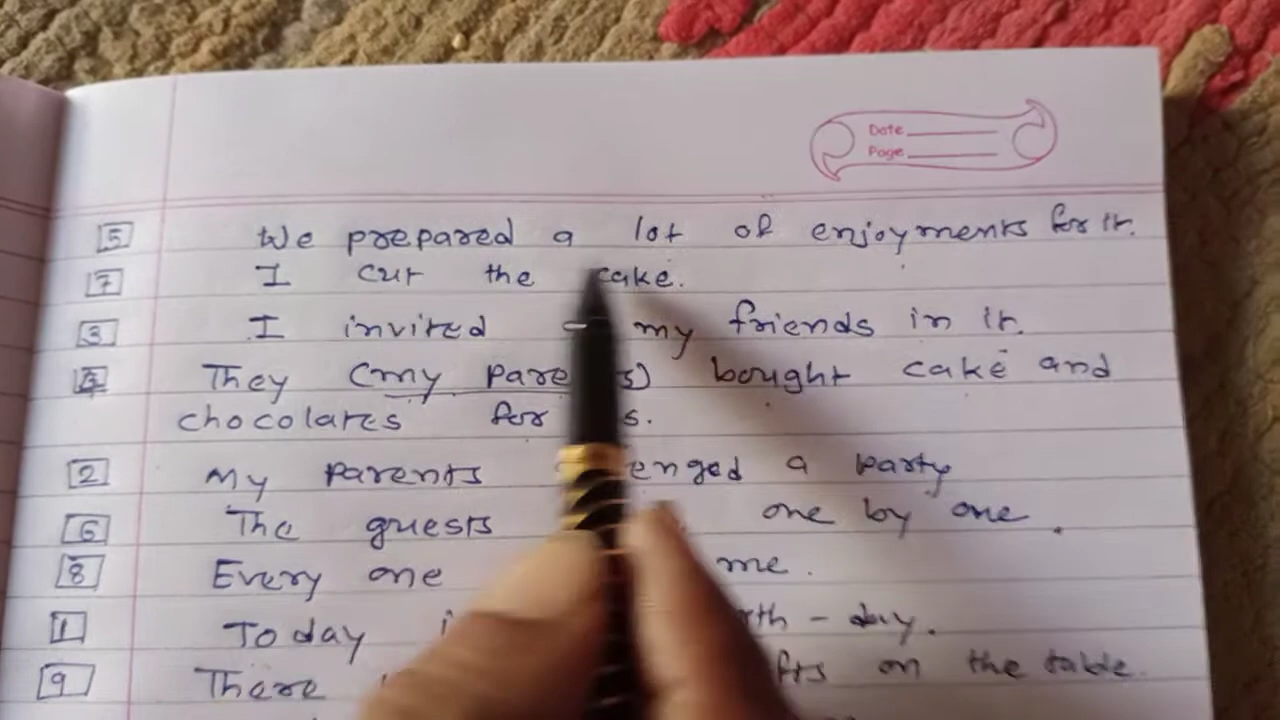 Date
Page
5 We prepared a lot of enjoyments for it.
7 I cut the cake.
3 I invited my friends in it.
4 They (my parents) bought cake and
chocolates for
2 My parents a party
6 The guests one by one.
8 Every one me.
1 Today
9 There on the table